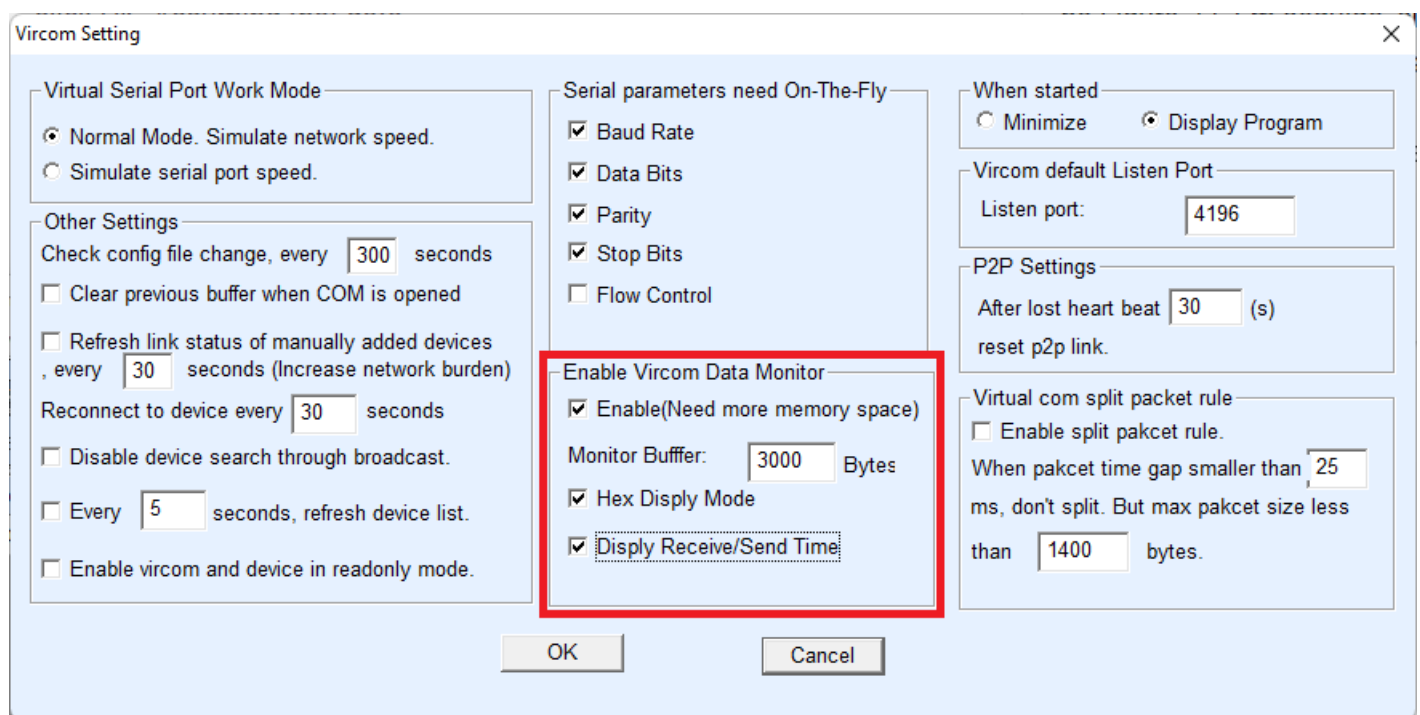 Vircom Setting
Virtual Serial Port Work Mode
Normal Mode. Simulate network speed.
Simulate serial port speed.
Other Settings
Check config file change, every 300 seconds
Clear previous buffer when COM is opened
Refresh link status of manually added devices
, every 30 seconds (Increase network burden)
Reconnect to device every 30 seconds
Disable device search through broadcast.
Every 5 seconds, refresh device list.
Enable vircom and device in readonly mode.
Serial parameters need On-The-Fly
Baud Rate
Data Bits
Parity
Stop Bits
Flow Control
Enable Vircom Data Monitor
Enable(Need more memory space)
Monitor Bufffer: 3000 Bytes
Hex Disply Mode
Disply Receive/Send Time
When started
Minimize Display Program
Vircom default Listen Port
Listen port: 4196
P2P Settings
After lost heart beat 30 (s)
reset p2p link.
Virtual com split packet rule
Enable split pakcet rule.
When pakcet time gap smaller than 25
ms, don't split. But max pakcet size less
than 1400 bytes.
OK Cancel